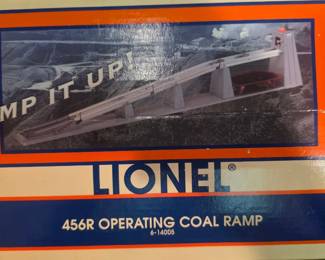 MP IT UP!
LIONEL®
456R OPERATING COAL RAMP
6-14005